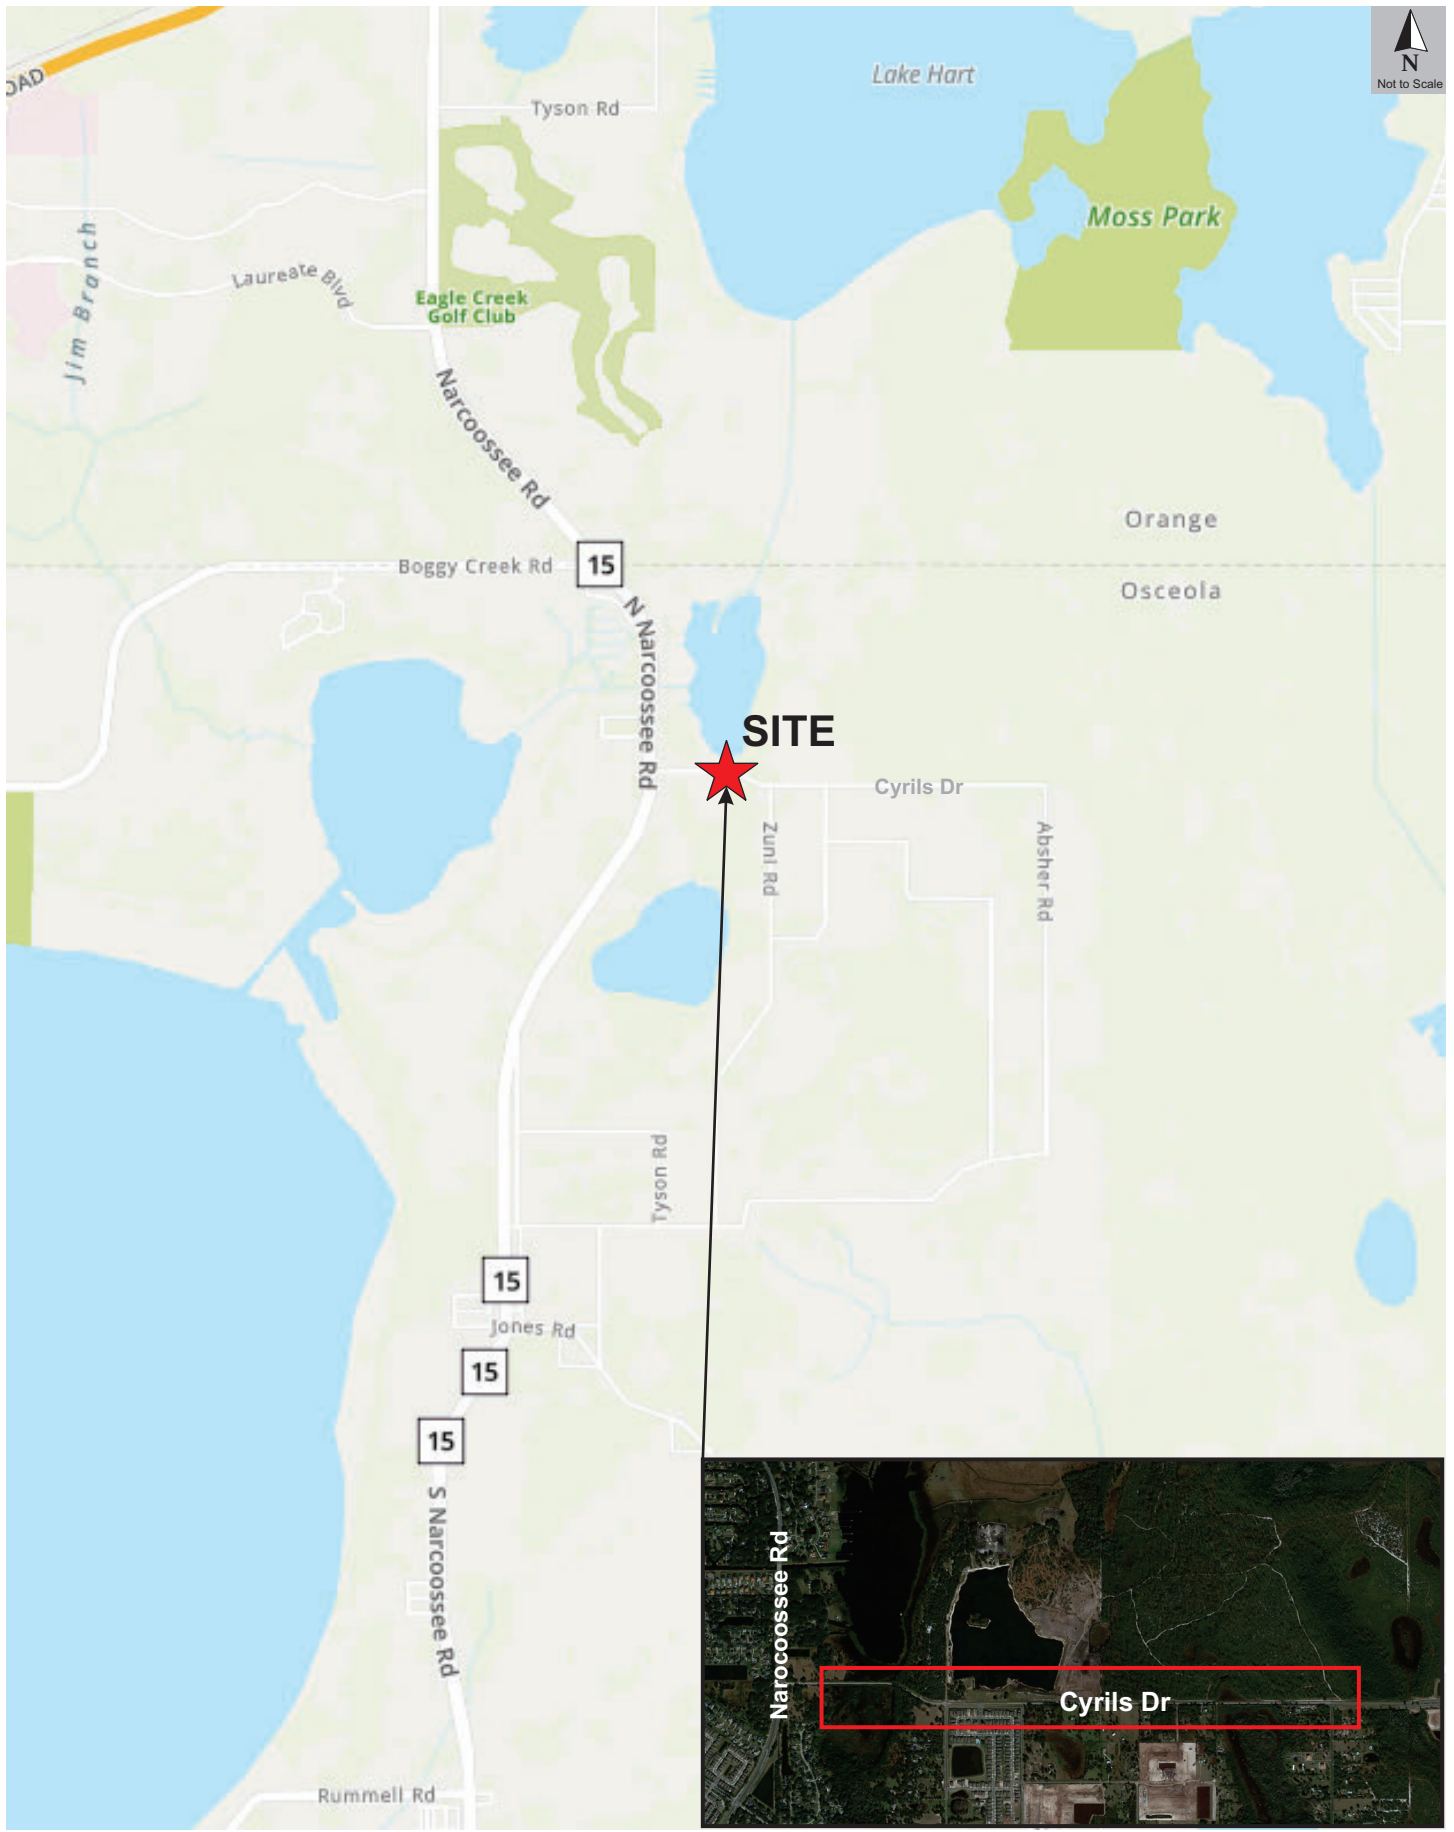 N
Not to Scale
OAD
Lake Hart
Tyson Rd
Moss Park
Jim Branch
Laureate Blvd
Eagle Creek
Golf Club
Narcoossee Rd
Orange
Boggy Creek Rd
15
Osceola
N Narcoossee Rd
SITE
Cyrils Dr
Zuni Rd
Absher Rd
Tyson Rd
15
Jones Rd
15
15
S Narcoossee Rd
Narocoossee Rd
Cyrils Dr
Rummell Rd